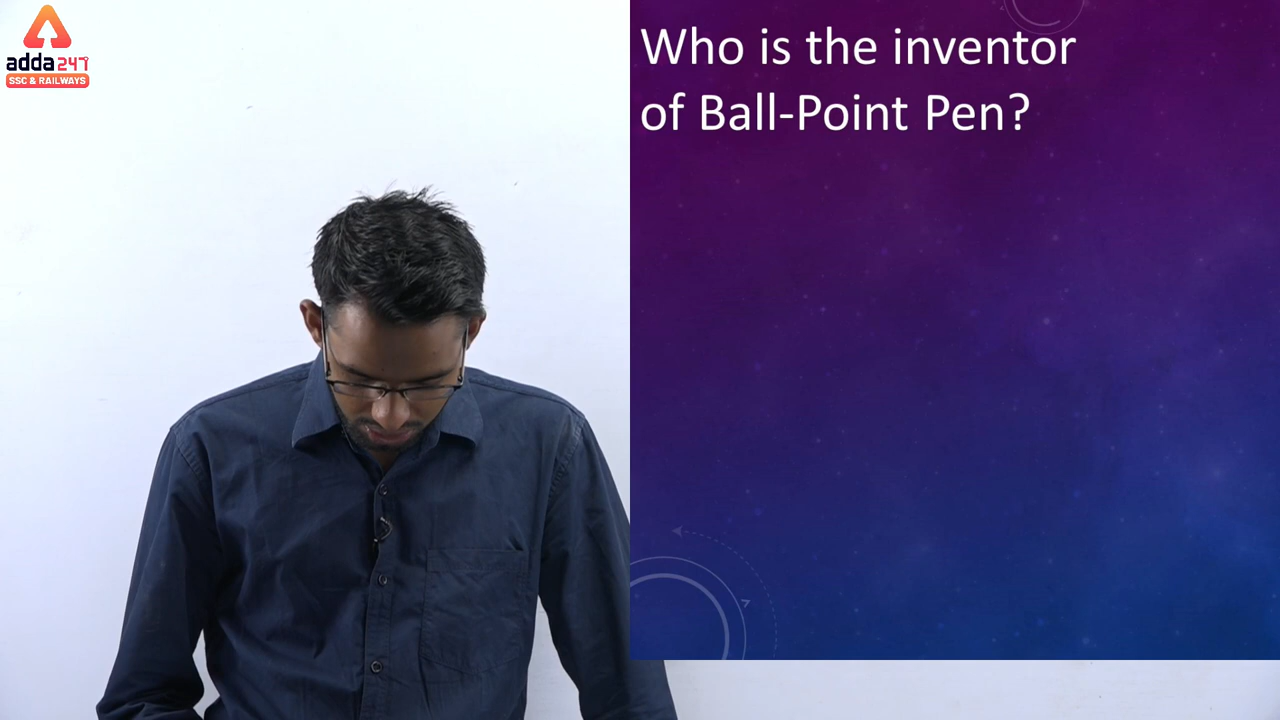 adda247
SSC & RAILWAYS
Who is the inventor
of Ball-Point Pen?